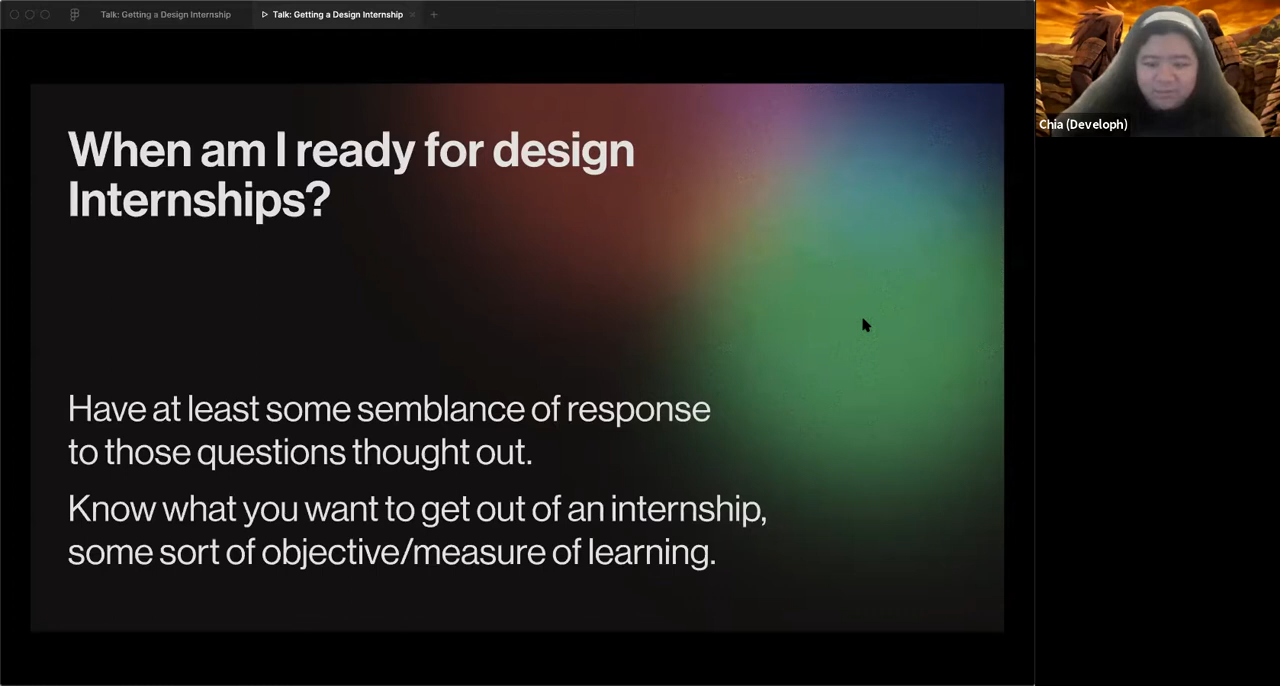 Talk: Getting a Design Internship
Talk: Getting a Design Internship
Chia (Developh)
When am I ready for design
Internships?
Have at least some semblance of response
to those questions thought out.
Know what you want to get out of an internship,
some sort of objective/measure of learning.